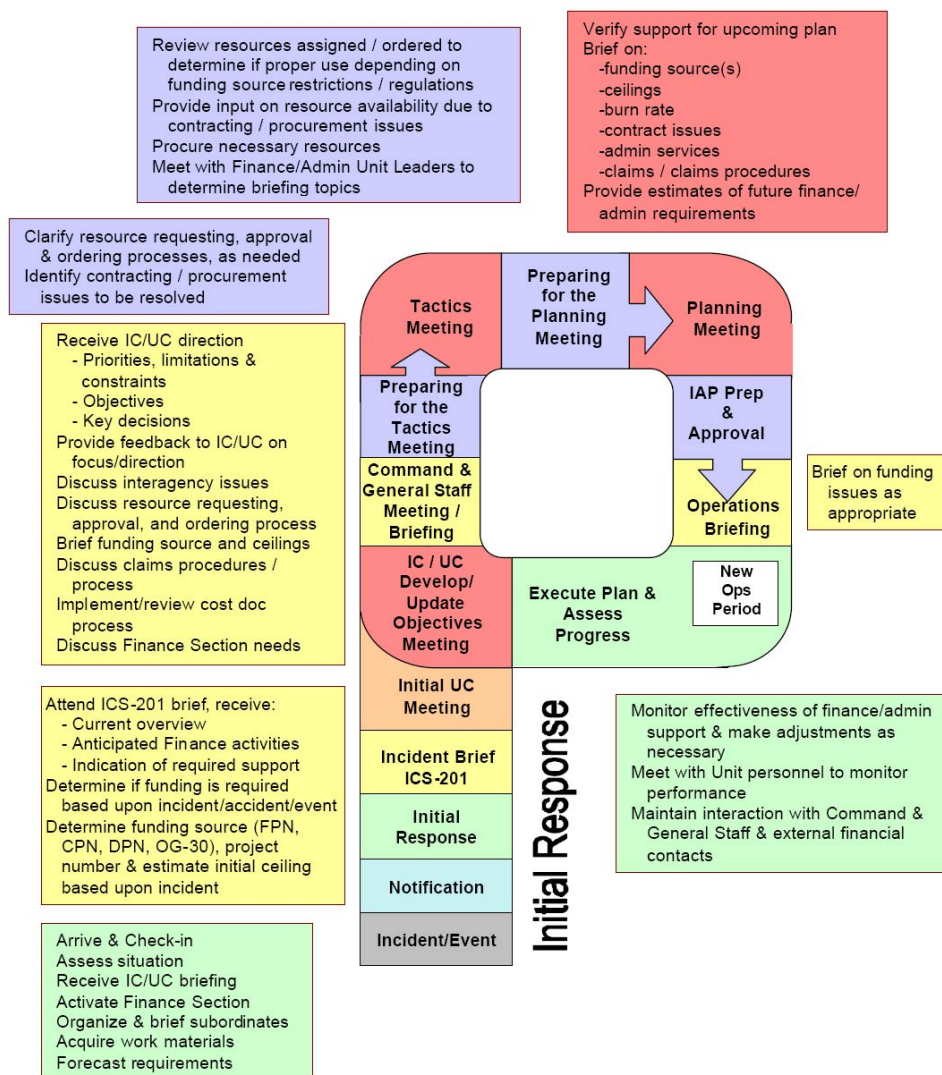 Review resources assigned / ordered to
determine if proper use depending on
funding source restrictions / regulations
Provide input on resource availability due to
contracting / procurement issues
Procure necessary resources
Meet with Finance/Admin Unit Leaders to
determine briefing topics
Verify support for upcoming plan
Brief on:
-funding source(s)
-ceilings
-burn rate
-contract issues
-admin services
-claims / claims procedures
Provide estimates of future finance/
admin requirements
Clarify resource requesting, approval
& ordering processes, as needed
Identify contracting / procurement
issues to be resolved
Tactics
Meeting
Preparing
for the
Planning
Meeting
Planning
Meeting
Receive IC/UC direction
- Priorities, limitations &
constraints
- Objectives
- Key decisions
Provide feedback to IC/UC on
focus/direction
Discuss interagency issues
Discuss resource requesting,
approval, and ordering process
Brief funding source and ceilings
Discuss claims procedures /
process
Implement/review cost doc
process
Discuss Finance Section needs
Preparing
for the
Tactics
Meeting
IAP Prep
&
Approval
Command &
General Staff
Meeting /
Briefing
Operations
Briefing
Brief on funding
issues as
appropriate
IC / UC
Develop/
Update
Objectives
Meeting
Execute Plan &
Assess
Progress
New
Ops
Period
Initial UC
Meeting
Incident Brief
ICS-201
Initial
Response
Notification
Incident/Event
Initial Response
Attend ICS-201 brief, receive:
- Current overview
- Anticipated Finance activities
- Indication of required support
Determine if funding is required
based upon incident/accident/event
Determine funding source (FPN,
CPN, DPN, OG-30), project
number & estimate initial ceiling
based upon incident
Monitor effectiveness of finance/admin
support & make adjustments as
necessary
Meet with Unit personnel to monitor
performance
Maintain interaction with Command &
General Staff & external financial
contacts
Arrive & Check-in
Assess situation
Receive IC/UC briefing
Activate Finance Section
Organize & brief subordinates
Acquire work materials
Forecast requirements